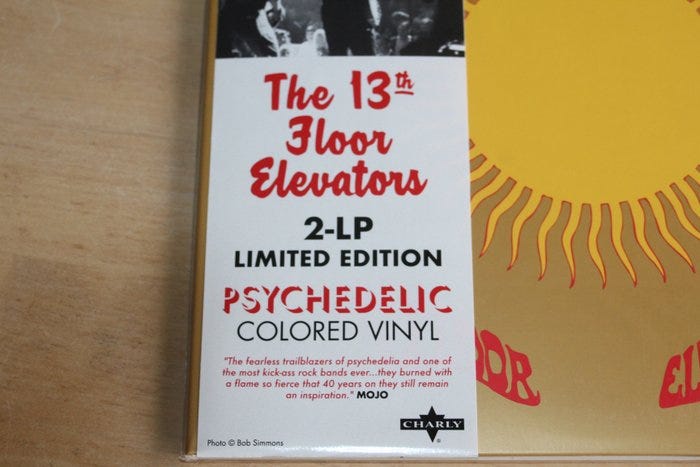 The 13th
Floor
Elevators
2-LP
LIMITED EDITION
PSYCHEDELIC
COLORED VINYL
"The fearless trailblazers of psychedelia and one of
the most kick-ass rock bands ever...they burned with
a flame so fierce that 40 years on they still remain
an inspiration." MOJO
CHARLY
®
Photo © Bob Simmons
OOR
EL